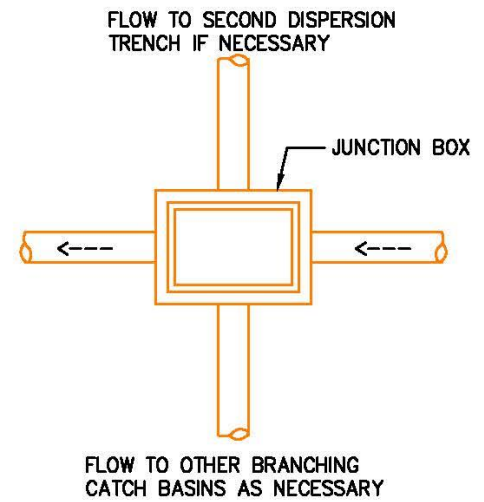 FLOW TO SECOND DISPERSION
TRENCH IF NECESSARY
JUNCTION BOX
FLOW TO OTHER BRANCHING
CATCH BASINS AS NECESSARY